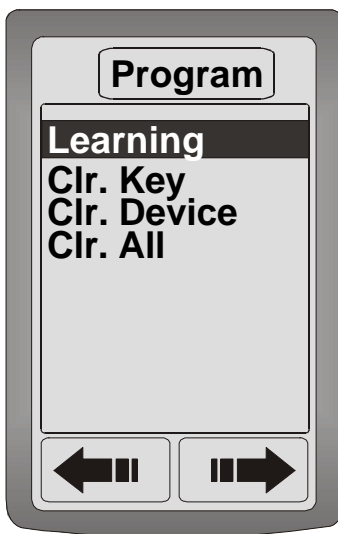 Program
Learning
Clr. Key
Clr. Device
Clr. All